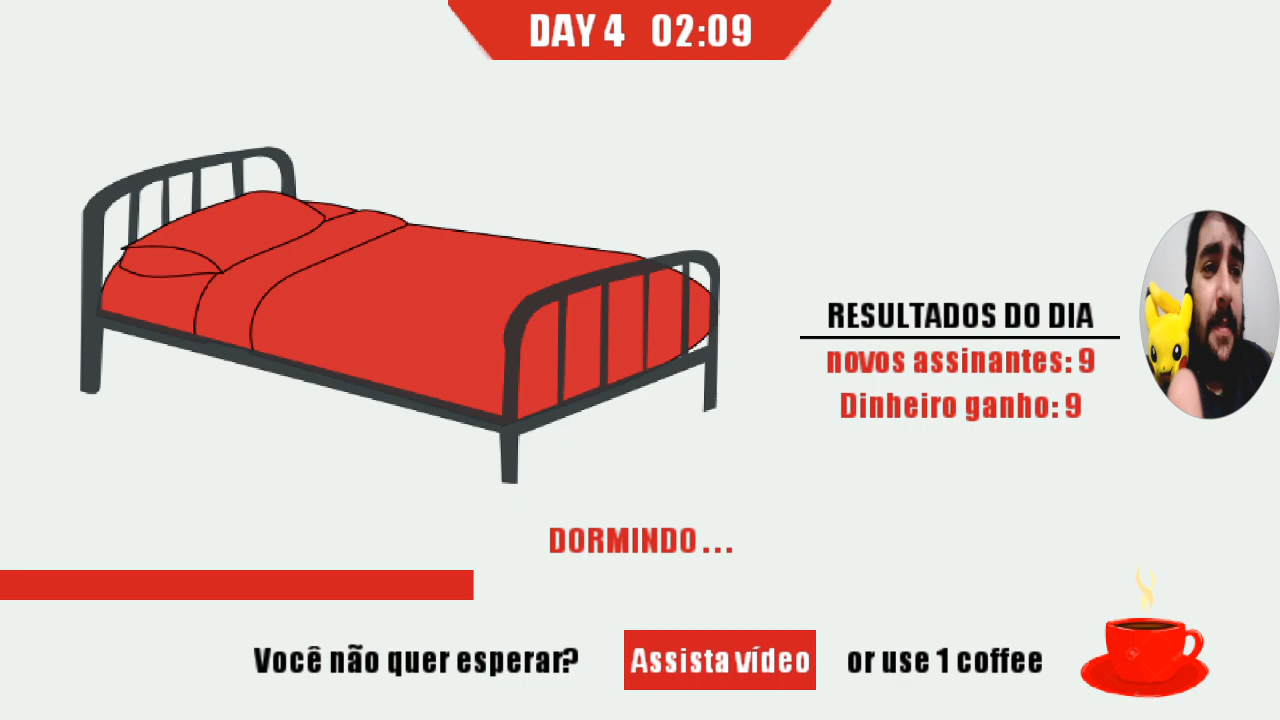 DAY 4 02:09
RESULTADOS DO DIA
novos assinantes: 9
Dinheiro ganho: 9
DORMINDO...
Você não quer esperar? Assista vídeo or use 1 coffee